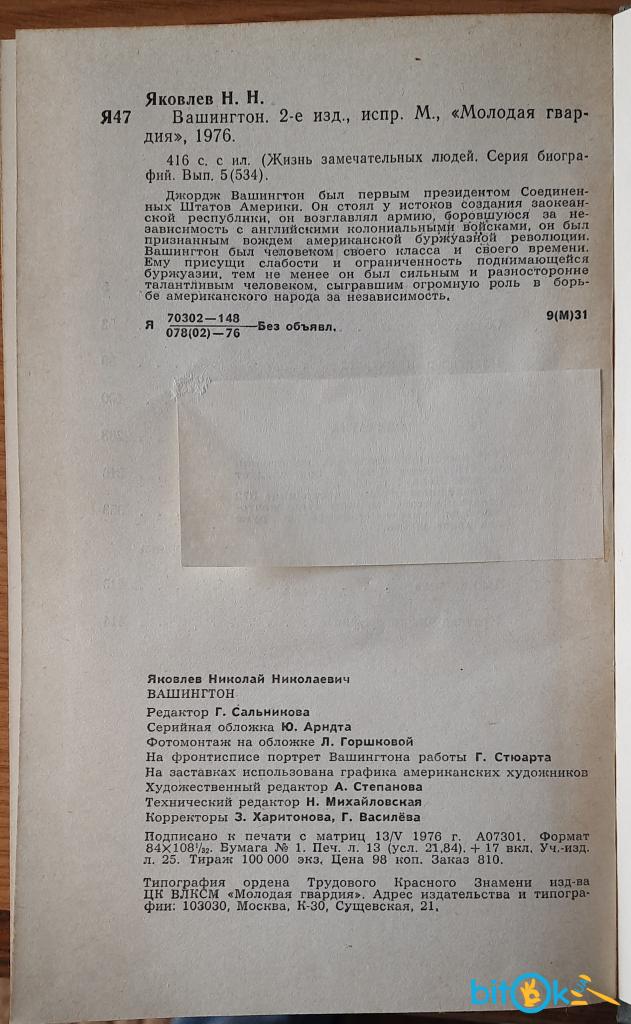 Яковлев Н. Н.
Я47 Вашингтон. 2-е изд., испр. М., «Молодая гвар-
дия», 1976.
416 с. с ил. (Жизнь замечательных людей. Серия биогра-
фий. Вып. 5(534).
Джордж Вашингтон был первым президентом Соединен-
ных Штатов Америки. Он стоял у истоков создания заокеан-
ской республики, он возглавлял армию, боровшуюся за не-
зависимость с английскими колониальными войсками, он был
признанным вождем американской буржуазной революции.
Вашингтон был человеком своего класса и своего времени.
Ему присущи слабости и ограниченность поднимающейся
буржуазии, тем не менее он был сильным и разносторонне
талантливым человеком, сыгравшим огромную роль в борь-
бе американского народа за независимость.
Я 70302—148
078(02)—76 —Без объявл. 9(М)31
Яковлев Николай Николаевич
ВАШИНГТОН
Редактор Г. Сальникова
Серийная обложка Ю. Арндта
Фотомонтаж на обложке Л. Горшковой
На фронтисписе портрет Вашингтона работы Г. Стюарта
На заставках использована графика американских художников
Художественный редактор А. Степанова
Технический редактор Н. Михайловская
Корректоры З. Харитонова, Г. Василёва
Подписано к печати с матриц 13/V 1976 г. А07301. Формат
84×108¹/₃₂. Бумага № 1. Печ. л. 13 (усл. 21,84). + 17 вкл. Уч.-изд.
л. 25. Тираж 100 000 экз. Цена 98 коп. Заказ 810.
Типография ордена Трудового Красного Знамени изд-ва
ЦК ВЛКСМ «Молодая гвардия». Адрес издательства и типогра-
фии: 103030, Москва, К-30, Сущевская, 21.
bitok